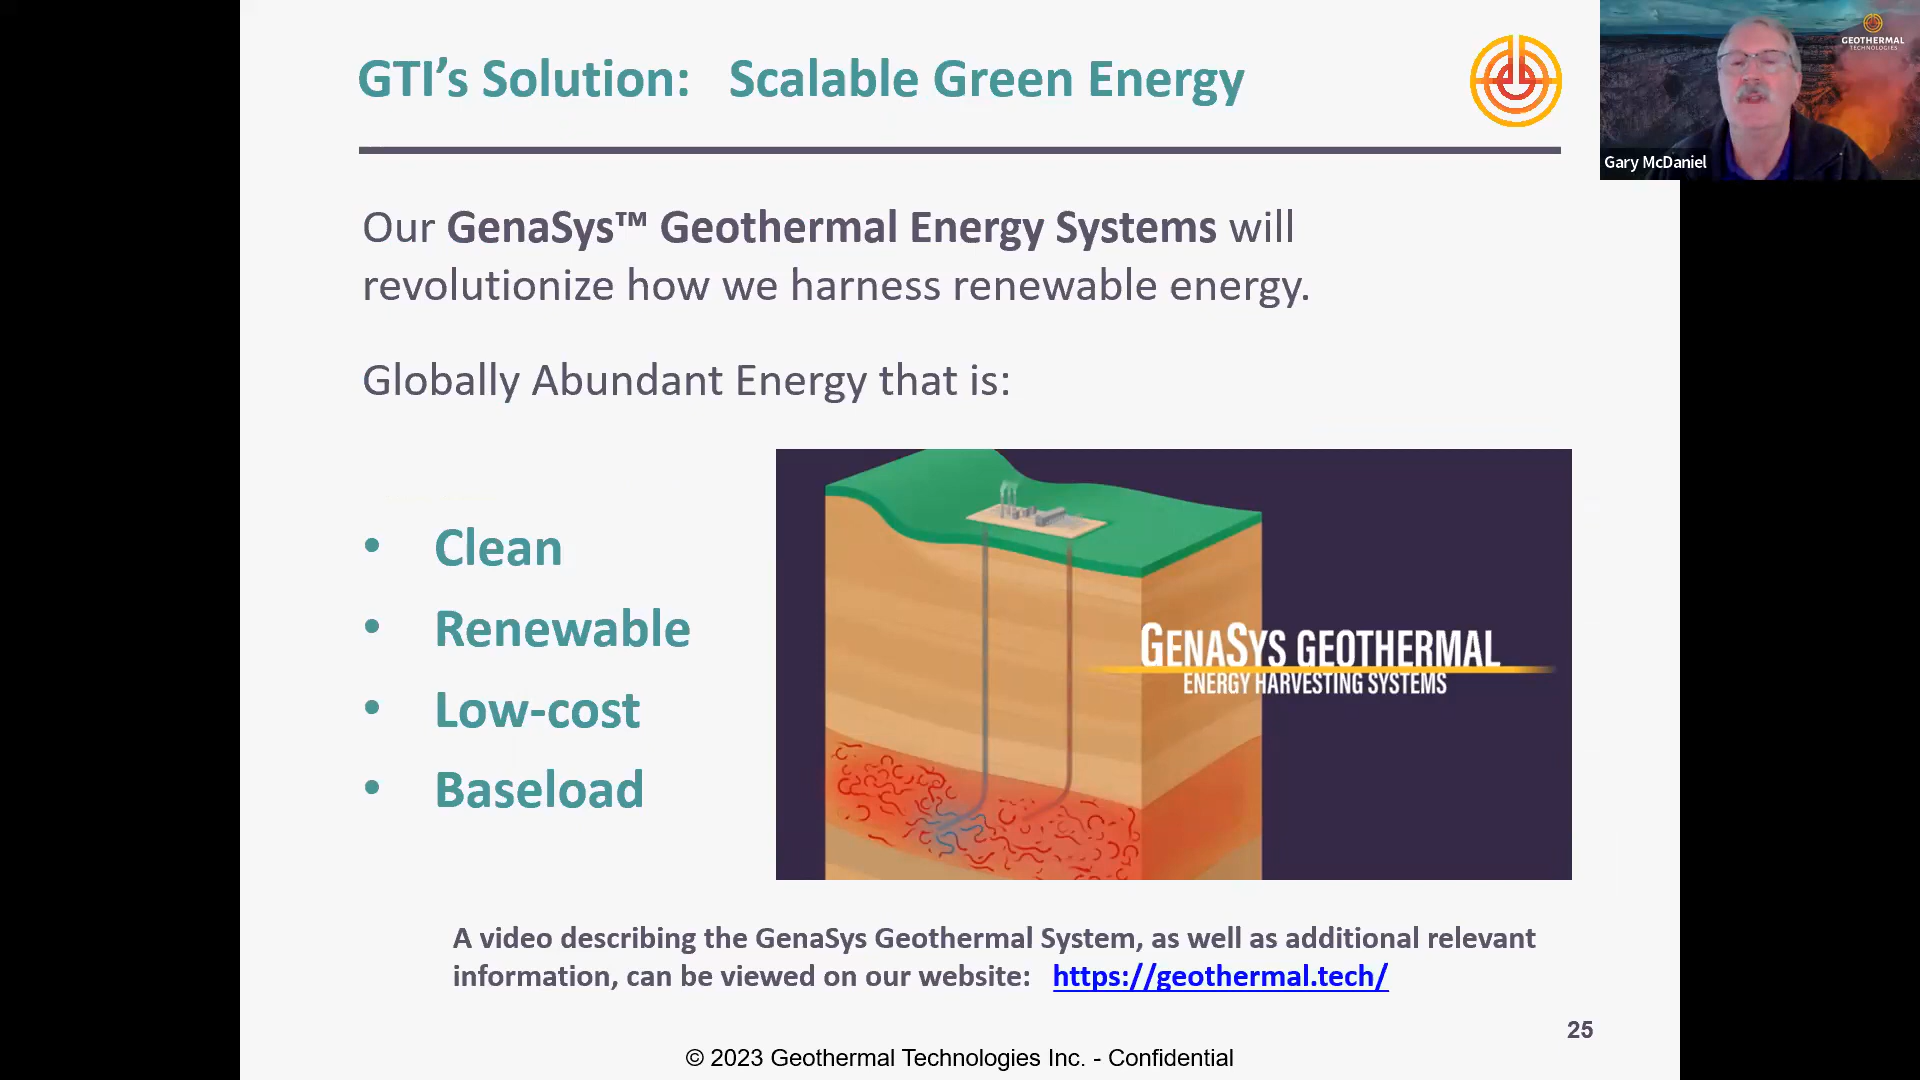 GTI’s Solution: Scalable Green Energy
GEOTHERMAL
TECHNOLOGIES
Gary McDaniel
Our GenaSys™ Geothermal Energy Systems will
revolutionize how we harness renewable energy.
Globally Abundant Energy that is:
• Clean
• Renewable
• Low-cost
• Baseload
GENASYS GEOTHERMAL
ENERGY HARVESTING SYSTEMS
A video describing the GenaSys Geothermal System, as well as additional relevant
information, can be viewed on our website: https://geothermal.tech/
25
© 2023 Geothermal Technologies Inc. - Confidential